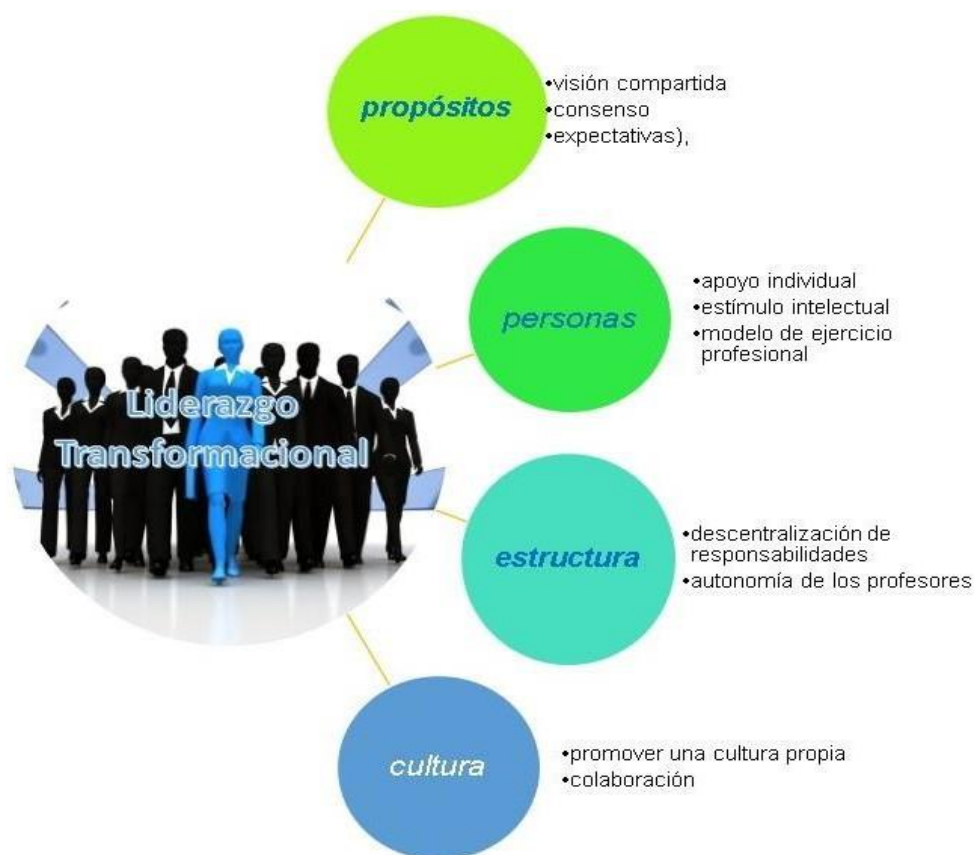 propósitos
•visión compartida
•consenso
•expectativas),
personas
•apoyo individual
•estímulo intelectual
•modelo de ejercicio
profesional
Liderazgo
Transformacional
estructura
•descentralización de
responsabilidades
•autonomía de los profesores
cultura
•promover una cultura propia
•colaboración